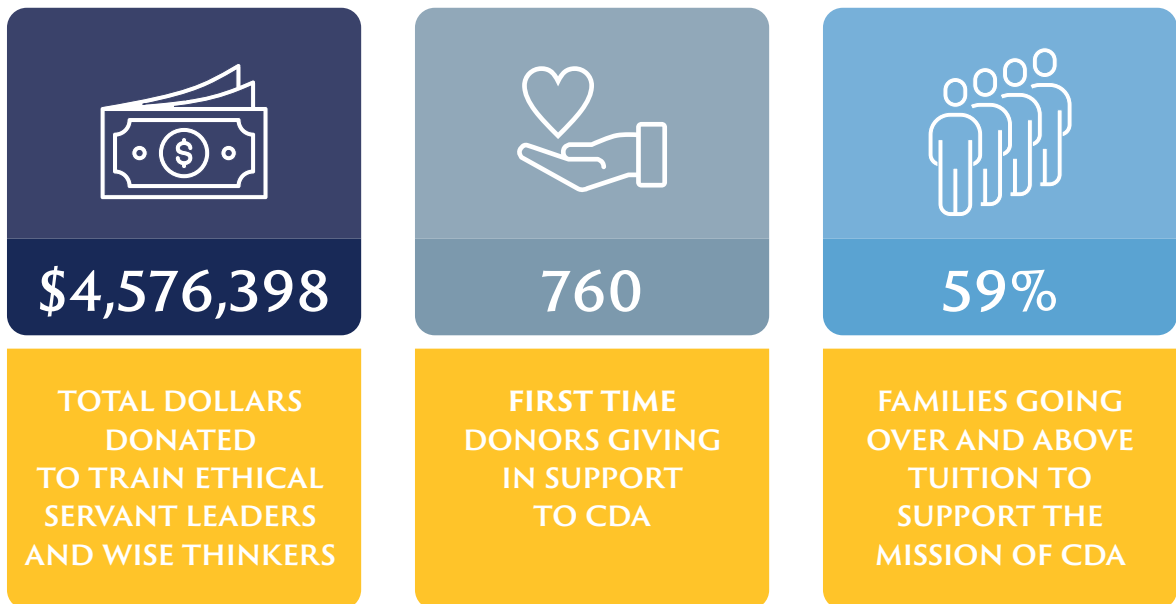 $4,576,398
TOTAL DOLLARS
DONATED
TO TRAIN ETHICAL
SERVANT LEADERS
AND WISE THINKERS
760
FIRST TIME
DONORS GIVING
IN SUPPORT
TO CDA
59%
FAMILIES GOING
OVER AND ABOVE
TUITION TO
SUPPORT THE
MISSION OF CDA